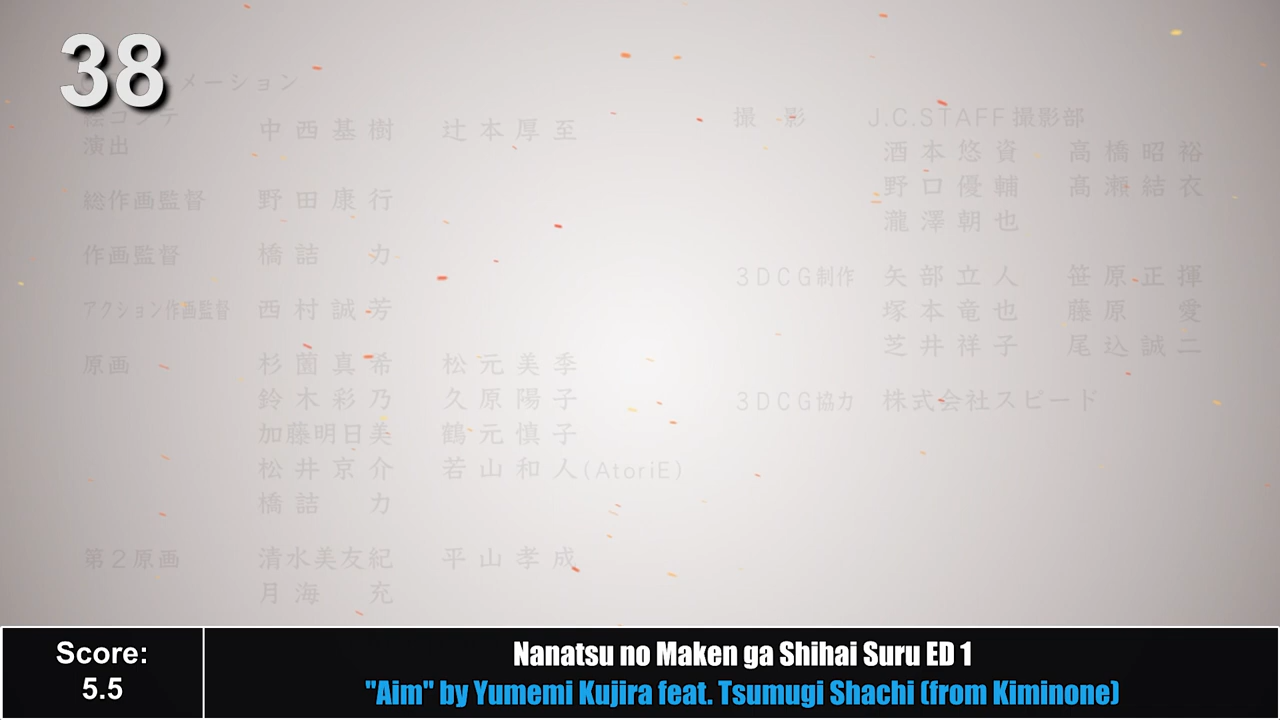 38
メーション
絵コンテ
演出
中西基樹 辻本厚至
総作画監督 野田康行
作画監督 橋詰 力
アクション作画監督 西村誠芳
原画 杉薗真希 松元美季
鈴木彩乃 久原陽子
加藤明日美 鶴元慎子
松井京介 若山和人(AtoriE)
橋詰 力
第2原画 清水美友紀 平山孝成
月海 充
撮 影 J.C.STAFF撮影部
酒本悠資 髙橋昭裕
野口優輔 高瀬結衣
瀧澤朝也
3DCG制作 矢部立人 笹原正揮
塚本竜也 藤原 愛
芝井祥子 尾込誠二
3DCG協力 株式会社スピード
Score:
5.5
Nanatsu no Maken ga Shihai Suru ED 1
"Aim" by Yumemi Kujira feat. Tsumugi Shachi (from Kiminone)